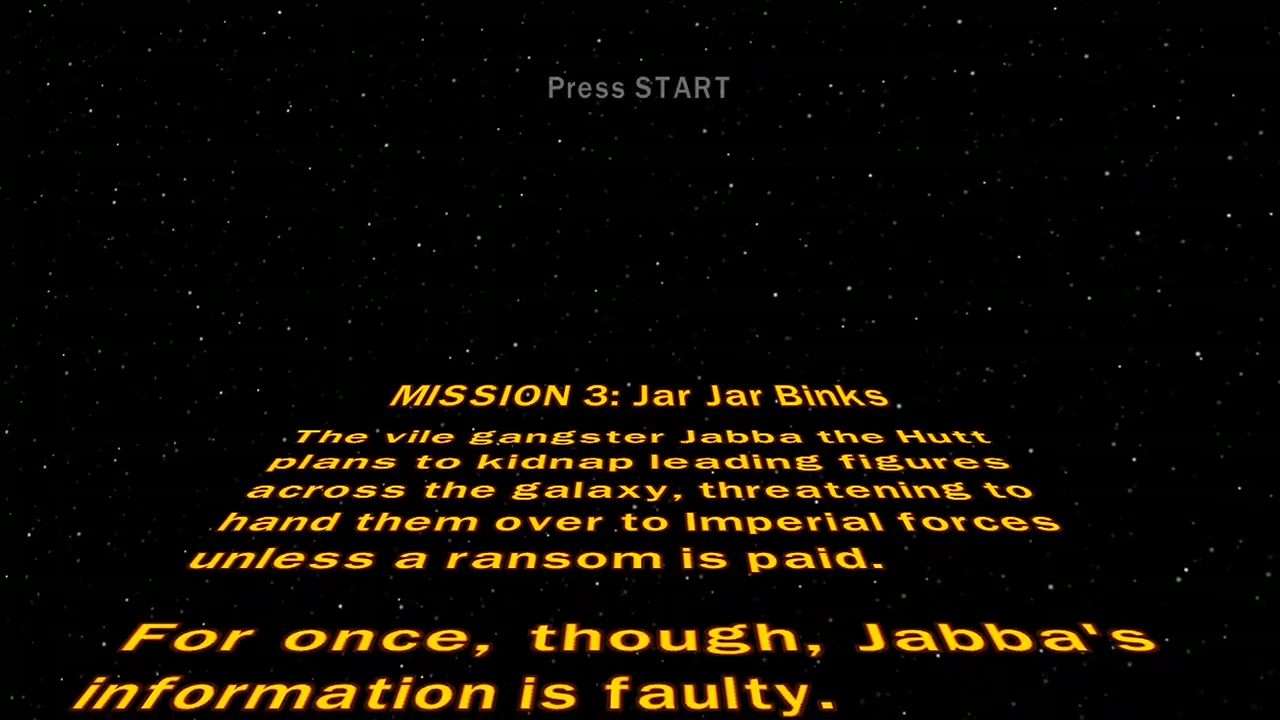 Press START
MISSION 3: Jar Jar Binks
The vile gangster Jabba the Hutt
plans to kidnap leading figures
across the galaxy, threatening to
hand them over to Imperial forces
unless a ransom is paid.
For once, though, Jabba's
information is faulty.